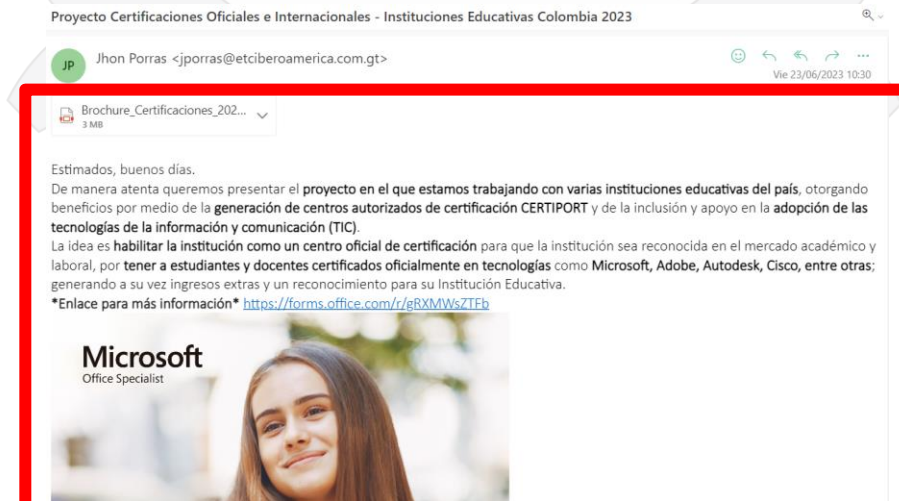 Proyecto Certificaciones Oficiales e Internacionales - Instituciones Educativas Colombia 2023
JP
Jhon Porras <jporras@etciberoamerica.com.gt>
Vie 23/06/2023 10:30
Brochure_Certificaciones_202...
3 MB
Estimados, buenos días.
De manera atenta queremos presentar el proyecto en el que estamos trabajando con varias instituciones educativas del país, otorgando
beneficios por medio de la generación de centros autorizados de certificación CERTIPORT y de la inclusión y apoyo en la adopción de las
tecnologías de la información y comunicación (TIC).
La idea es habilitar la institución como un centro oficial de certificación para que la institución sea reconocida en el mercado académico y
laboral, por tener a estudiantes y docentes certificados oficialmente en tecnologías como Microsoft, Adobe, Autodesk, Cisco, entre otras;
generando a su vez ingresos extras y un reconocimiento para su Institución Educativa.
*Enlace para más información* https://forms.office.com/r/gRXMWsZTFb
Microsoft
Office Specialist